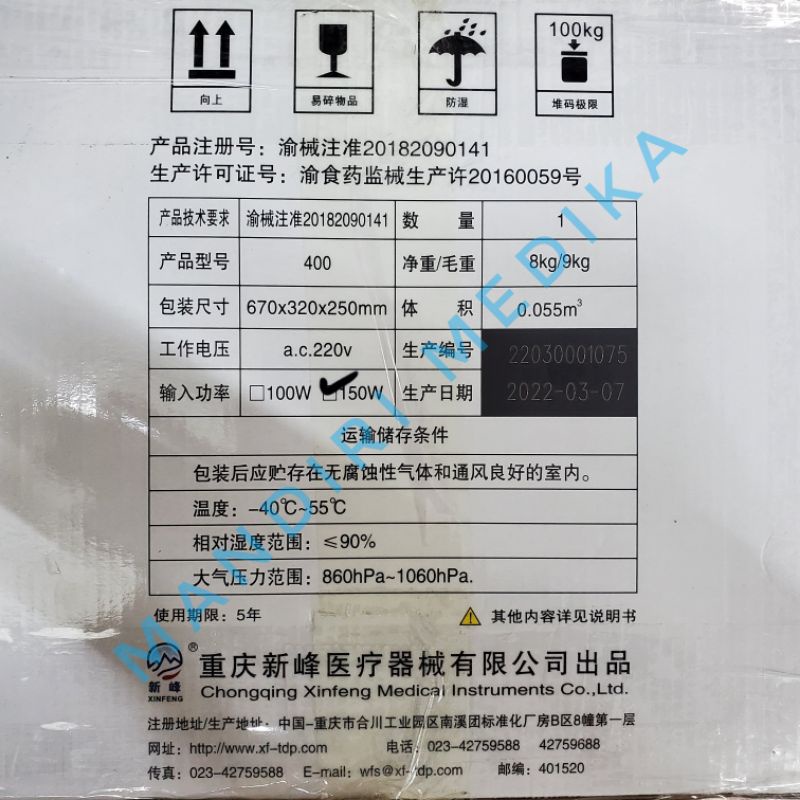 100kg
向上 易碎物品 防湿 堆码极限
产品注册号：渝械注准20182090141
生产许可证号：渝食药监械生产许20160059号
产品技术要求 渝械注准20182090141 数 量 1
产品型号 400 净重/毛重 8kg/9kg
包装尺寸 670x320x250mm 体 积 0.055m³
工作电压 a.c.220v 生产编号 22030001075
输入功率 □100W □150W 生产日期 2022-03-07
运输储存条件
包装后应贮存在无腐蚀性气体和通风良好的室内。
温度：-40℃~55℃
相对湿度范围：≤90%
大气压力范围：860hPa~1060hPa.
使用期限：5年 其他内容详见说明书
新峰
XINFENG
®
重庆新峰医疗器械有限公司出品
Chongqing Xinfeng Medical Instruments Co.,Ltd.
注册地址/生产地址：中国-重庆市合川工业园区南溪团标准化厂房B区8幢第一层
网址：http://www.xf-tdp.com 电话：023-42759588 42759688
传真：023-42759588 E-mail：wfs@xf-tdp.com 邮编：401520
MANDIRI MEDIKA